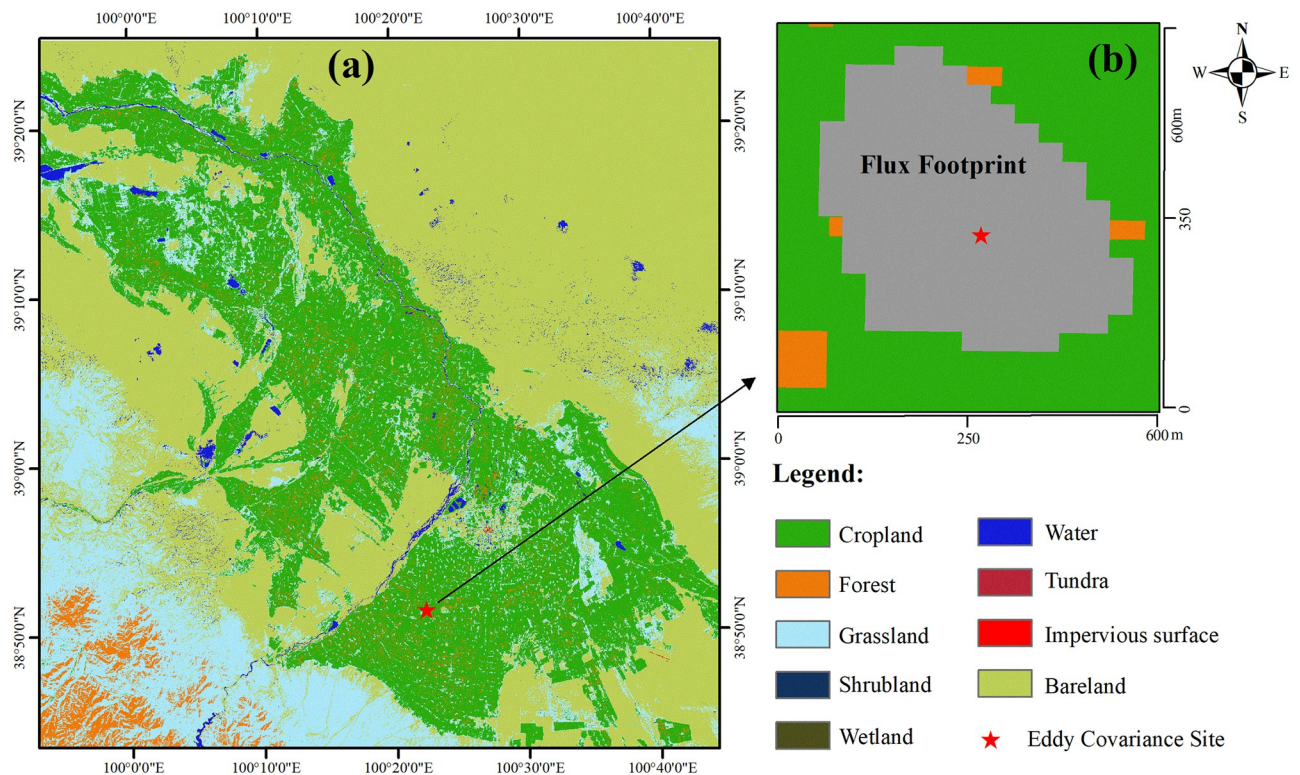 100°0'0"E 100°10'0"E 100°20'0"E 100°30'0"E 100°40'0"E
(a)
39°20'0"N
39°10'0"N
39°0'0"N
38°50'0"N
39°20'0"N
39°10'0"N
39°0'0"N
38°50'0"N
100°0'0"E 100°10'0"E 100°20'0"E 100°30'0"E 100°40'0"E
(b)
Flux Footprint
600m
350
0
0 250 600 m
N
W E
S
Legend:
Cropland
Forest
Grassland
Shrubland
Wetland
Water
Tundra
Impervious surface
Bareland
Eddy Covariance Site